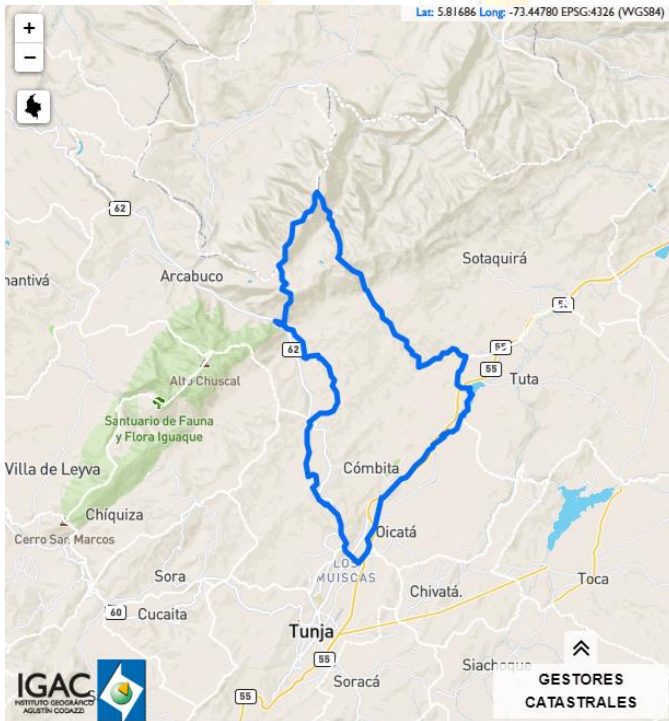 Lat: 5.81686 Long: -73.44780 EPSG:4326 (WGS84)
+
−
62
Sotaquirá
Arcabuco
nantivá
55
62
55
Alto Chuscal
Tuta
Santuario de Fauna
y Flora Iguaque
Villa de Leyva
Cómbita
Chíquiza
Cerro San Marcos
Oicatá
LOS
MUISCAS
Sora
Toca
Chivatá.
60
Cucaita
Tunja
55
Siachoque
Soracá
GESTORES
CATASTRALES
55
IGAC
INSTITUTO GEOGRÁFICO
AGUSTÍN CODAZZI